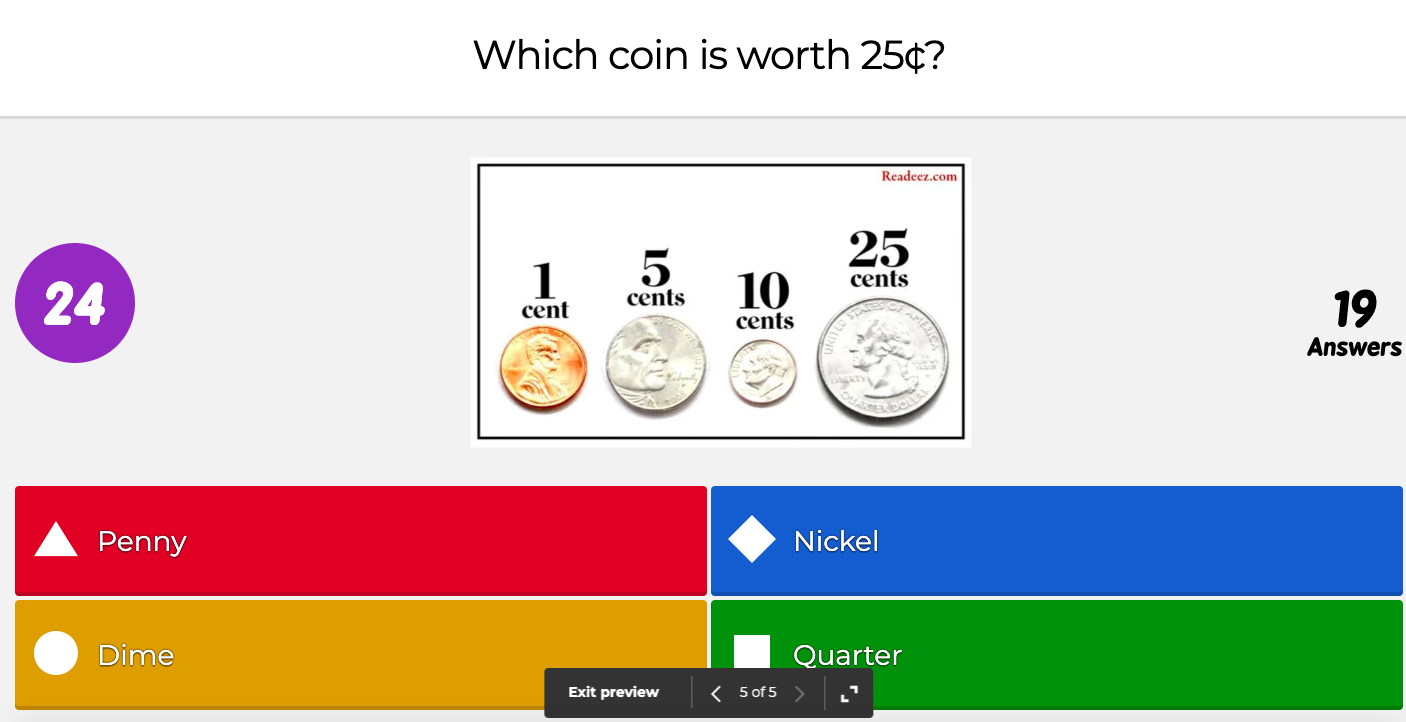 Which coin is worth 25¢?
Readeez.com
1
cent
5
cents
10
cents
25
cents
24
19
Answers
Penny
Nickel
Dime
Quarter
Exit preview
5 of 5